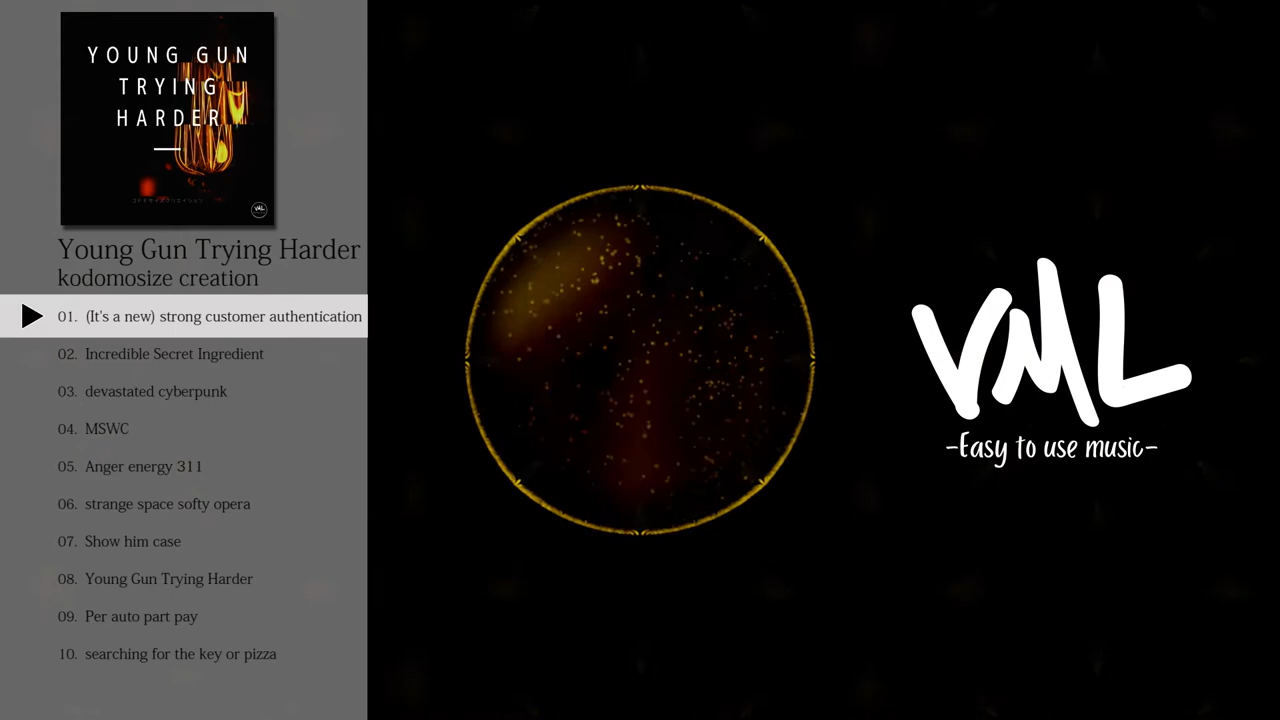 YOUNG GUN
TRYING
HARDER
VML
Young Gun Trying Harder
kodomosize creation
01. (It's a new) strong customer authentication
02. Incredible Secret Ingredient
03. devastated cyberpunk
04. MSWC
05. Anger energy 311
06. strange space softy opera
07. Show him case
08. Young Gun Trying Harder
09. Per auto part pay
10. searching for the key or pizza
VML
-Easy to use music-